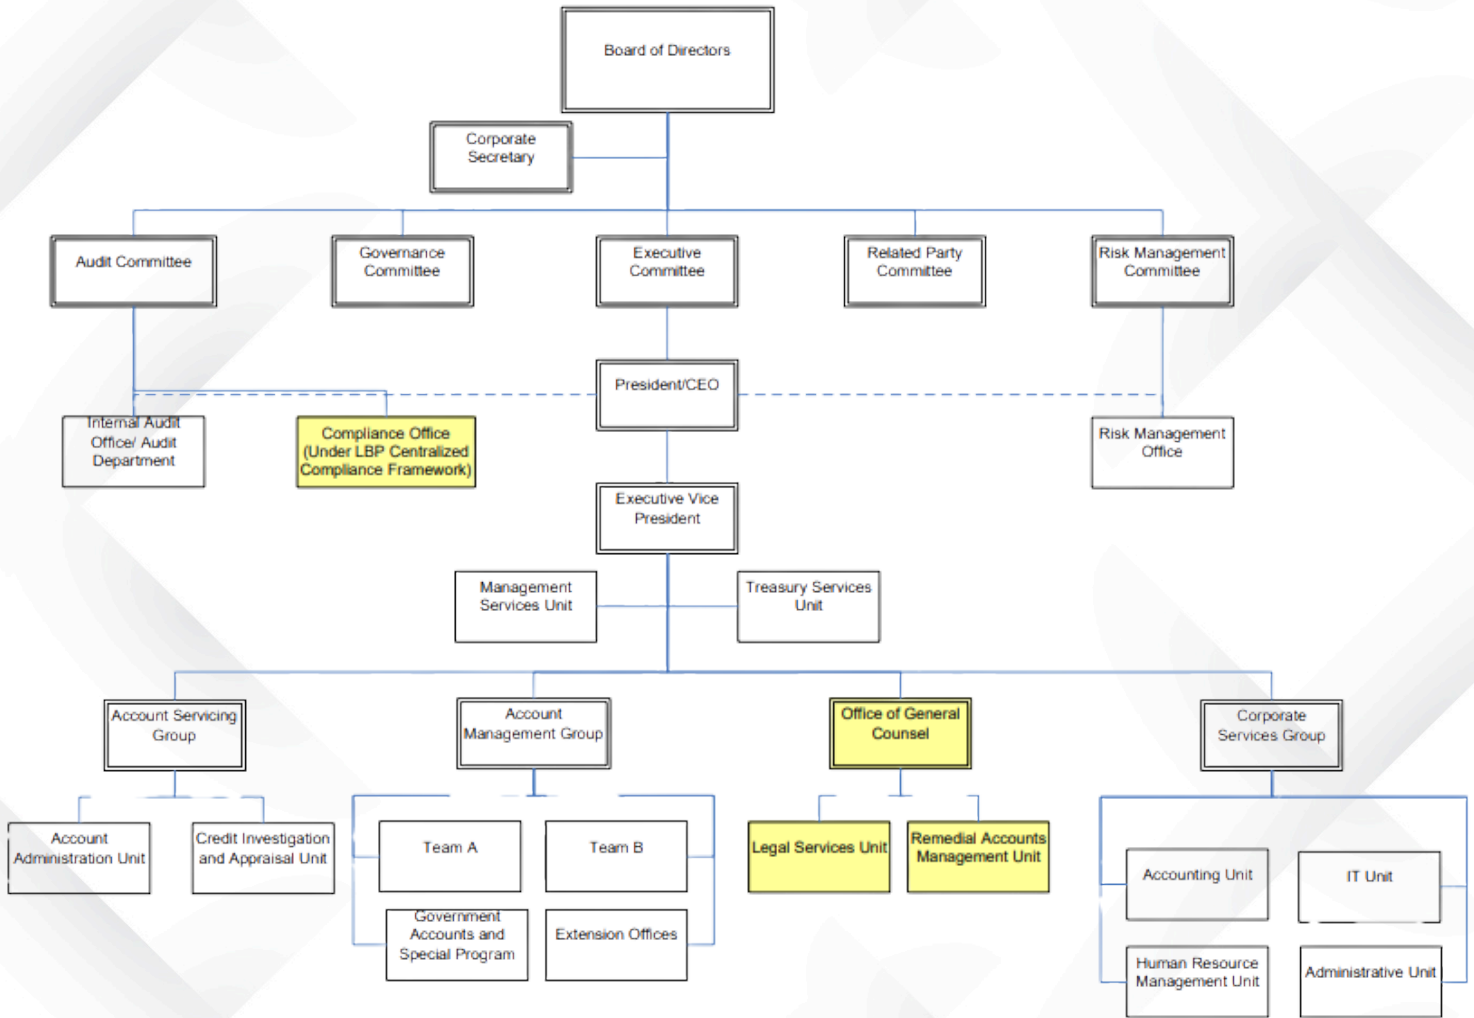 Board of Directors
Corporate
Secretary
Audit Committee
Governance
Committee
Executive
Committee
Related Party
Committee
Risk Management
Committee
President/CEO
Internal Audit
Office/ Audit
Department
Compliance Office
(Under LBP Centralized
Compliance Framework)
Risk Management
Office
Executive Vice
President
Management
Services Unit
Treasury Services
Unit
Account Servicing
Group
Account
Management Group
Office of General
Counsel
Corporate
Services Group
Account
Administration Unit
Credit Investigation
and Appraisal Unit
Team A
Team B
Government
Accounts and
Special Program
Extension Offices
Legal Services Unit
Remedial Accounts
Management Unit
Accounting Unit
IT Unit
Human Resource
Management Unit
Administrative Unit